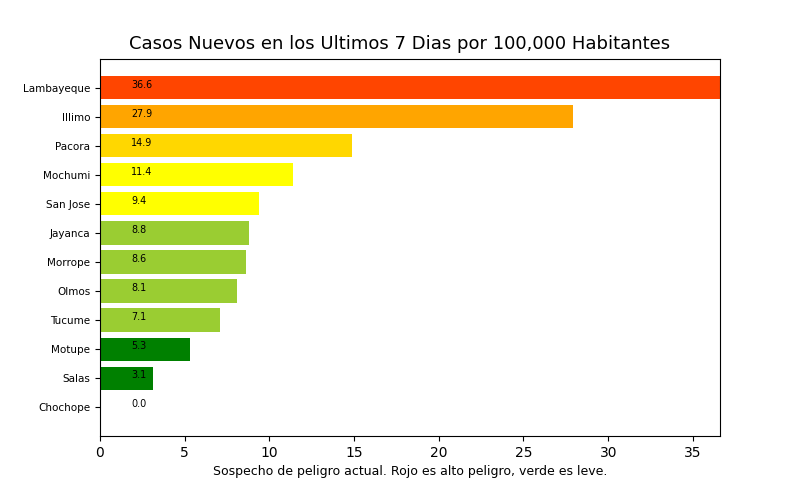 Casos Nuevos en los Ultimos 7 Dias por 100,000 Habitantes
Lambayeque 36.6
Illimo 27.9
Pacora 14.9
Mochumi 11.4
San Jose 9.4
Jayanca 8.8
Morrope 8.6
Olmos 8.1
Tucume 7.1
Motupe 5.3
Salas 3.1
Chochope 0.0
0 5 10 15 20 25 30 35
Sospecho de peligro actual. Rojo es alto peligro, verde es leve.